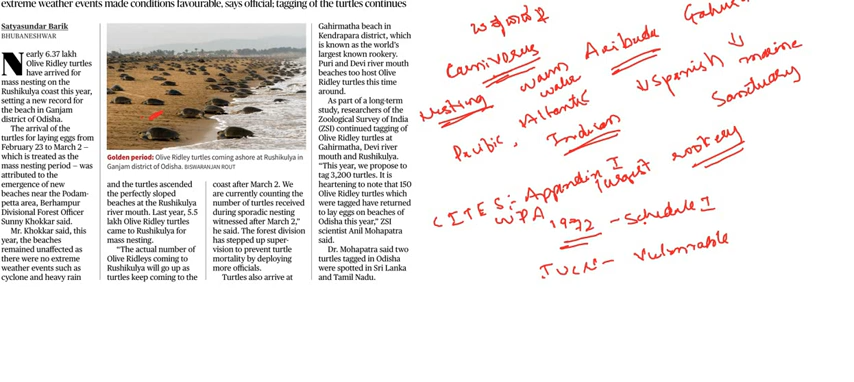 extreme weather events made conditions favourable, says official; tagging of the turtles continues
Satyasundar Barik
BHUBANESHWAR
Nearly 6.37 lakh
Olive Ridley turtles
have arrived for
mass nesting on the
Rushikulya coast this year,
setting a new record for
the beach in Ganjam
district of Odisha.
The arrival of the
turtles for laying eggs from
February 23 to March 2 –
which is treated as the
mass nesting period – was
attributed to the
emergence of new
beaches near the Podam-
petta area, Berhampur
Divisional Forest Officer
Sunny Khokkar said.
Mr. Khokkar said, this
year, the beaches
remained unaffected as
there were no extreme
weather events such as
cyclone and heavy rain
Golden period: Olive Ridley turtles coming ashore at Rushikulya in
Ganjam district of Odisha. BISWARANJAN ROUT
and the turtles ascended
the perfectly sloped
beaches at the Rushikulya
river mouth. Last year, 5.5
lakh Olivie Ridley turtles
came to Rushikulya for
mass nesting.
“The actual number of
Olive Ridleys coming to
Rushikulya will go up as
turtles keep coming to the
coast after March 2. We
are currently counting the
number of turtles received
during sporadic nesting
witnessed after March 2,”
he said. The forest division
has stepped up super-
vision to prevent turtle
mortality by deploying
more officials.
Turtles also arrive at
Gahirmatha beach in
Kendrapara district, which
is known as the world's
largest known rookery.
Puri and Devi river mouth
beaches too host Olive
Ridley turtles this time
around.
As part of a long-term
study, researchers of the
Zoological Survey of India
(ZSI) continued tagging of
Olive Ridley turtles at
Gahirmatha, Devi river
mouth and Rushikulya.
“This year, we propose to
tag 3,200 turtles. It is
heartening to note that 150
Olive Ridley turtles which
were tagged have returned
to lay eggs on beaches of
Odisha this year,” ZSI
scientist Anil Mohapatra
said.
Dr. Mohapatra said two
turtles tagged in Odisha
were spotted in Sri Lanka
and Tamil Nadu.
Carnivorus
Aribuda
Nesting
warm
↓Spanish
marine
Sanctuary
Pacific, Atlantic
Indian
largest rookery
CITES: Appendix I
WPA 1972 - Schedule I
IUCN - Vulnerable